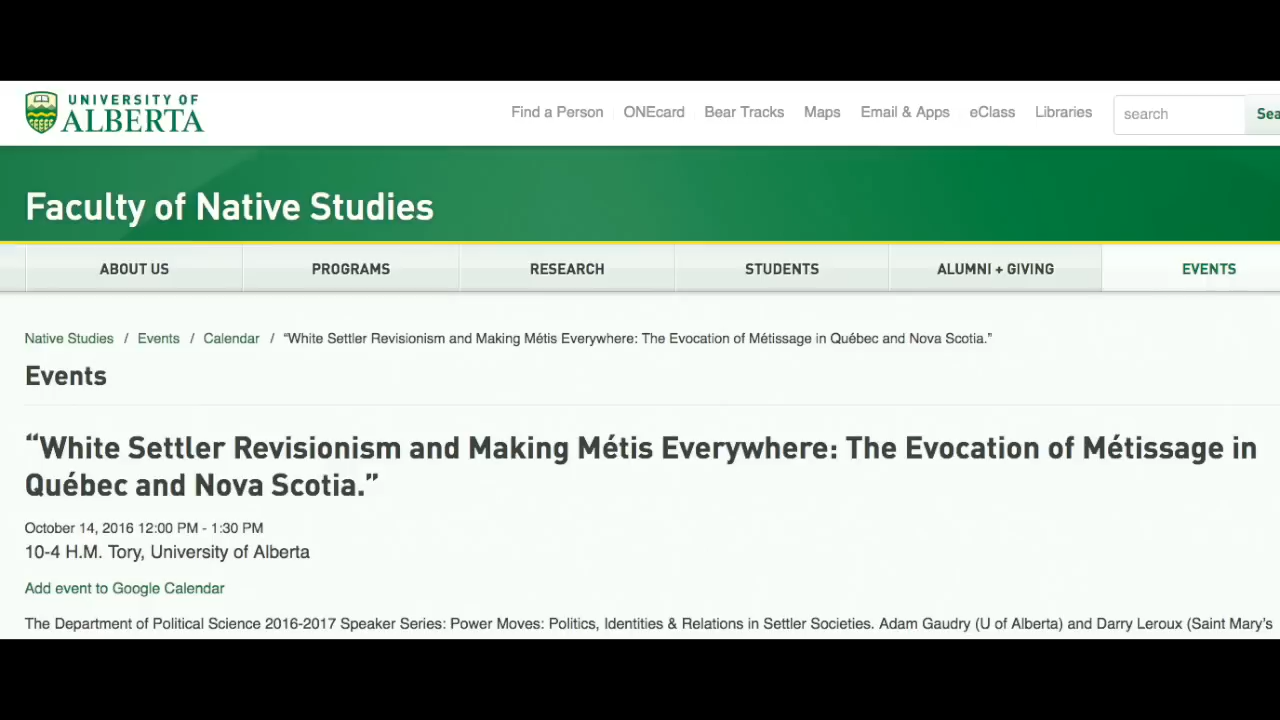 UNIVERSITY OF
ALBERTA
Find a Person ONEcard Bear Tracks Maps Email & Apps eClass Libraries search Sea
Faculty of Native Studies
ABOUT US PROGRAMS RESEARCH STUDENTS ALUMNI + GIVING EVENTS
Native Studies / Events / Calendar / “White Settler Revisionism and Making Métis Everywhere: The Evocation of Métissage in Québec and Nova Scotia.”
Events
“White Settler Revisionism and Making Métis Everywhere: The Evocation of Métissage in
Québec and Nova Scotia.”
October 14, 2016 12:00 PM - 1:30 PM
10-4 H.M. Tory, University of Alberta
Add event to Google Calendar
The Department of Political Science 2016-2017 Speaker Series: Power Moves: Politics, Identities & Relations in Settler Societies. Adam Gaudry (U of Alberta) and Darry Leroux (Saint Mary’s